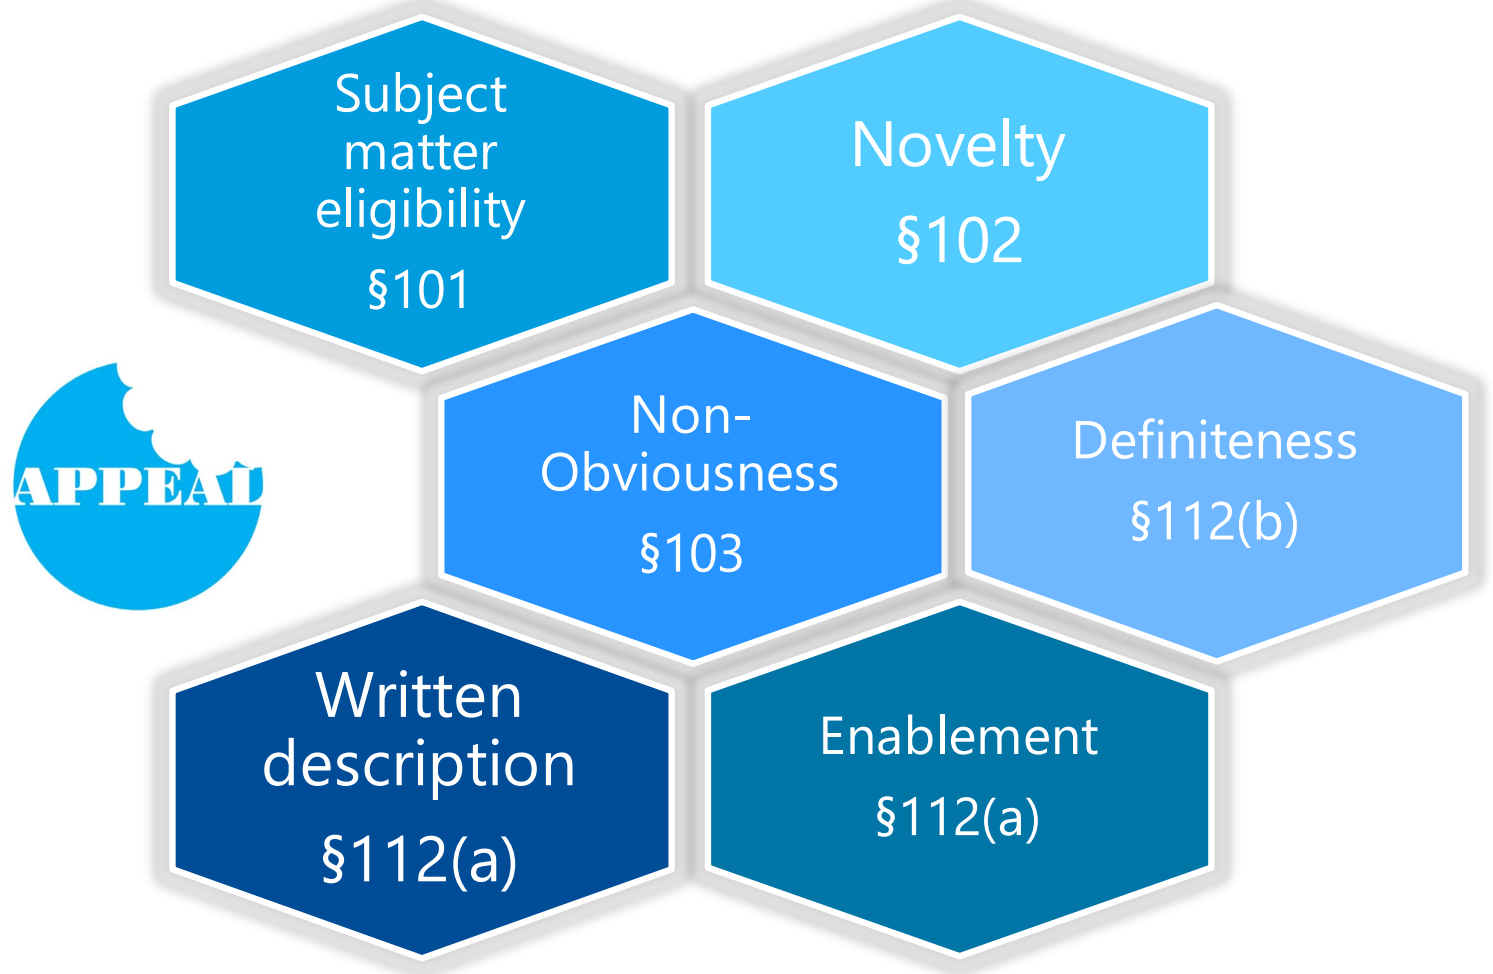 Subject
matter
eligibility
§101
Novelty
§102
APPEAL
Non-
Obviousness
§103
Definiteness
§112(b)
Written
description
§112(a)
Enablement
§112(a)